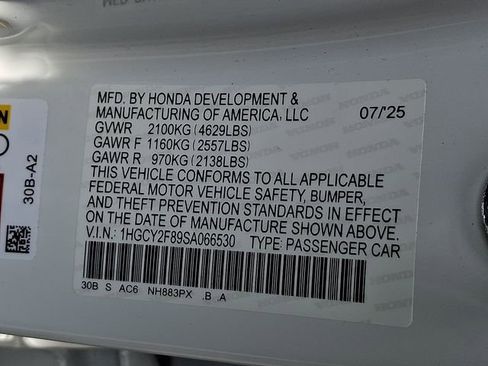 MFD. BY HONDA DEVELOPMENT &
MANUFACTURING OF AMERICA, LLC 07/'25
GVWR 2100KG (4629LBS)
GAWR F 1160KG (2557LBS)
GAWR R 970KG (2138LBS)
THIS VEHICLE CONFORMS TO ALL APPLICABLE
FEDERAL MOTOR VEHICLE SAFETY, BUMPER,
AND THEFT PREVENTION STANDARDS IN EFFECT
ON THE DATE OF MANUFACTURE SHOWN ABOVE.
V.I.N.: 1HGCY2F89SA066530 TYPE: PASSENGER CAR
30B S AC6 NH883PX .B .A
30B-A2